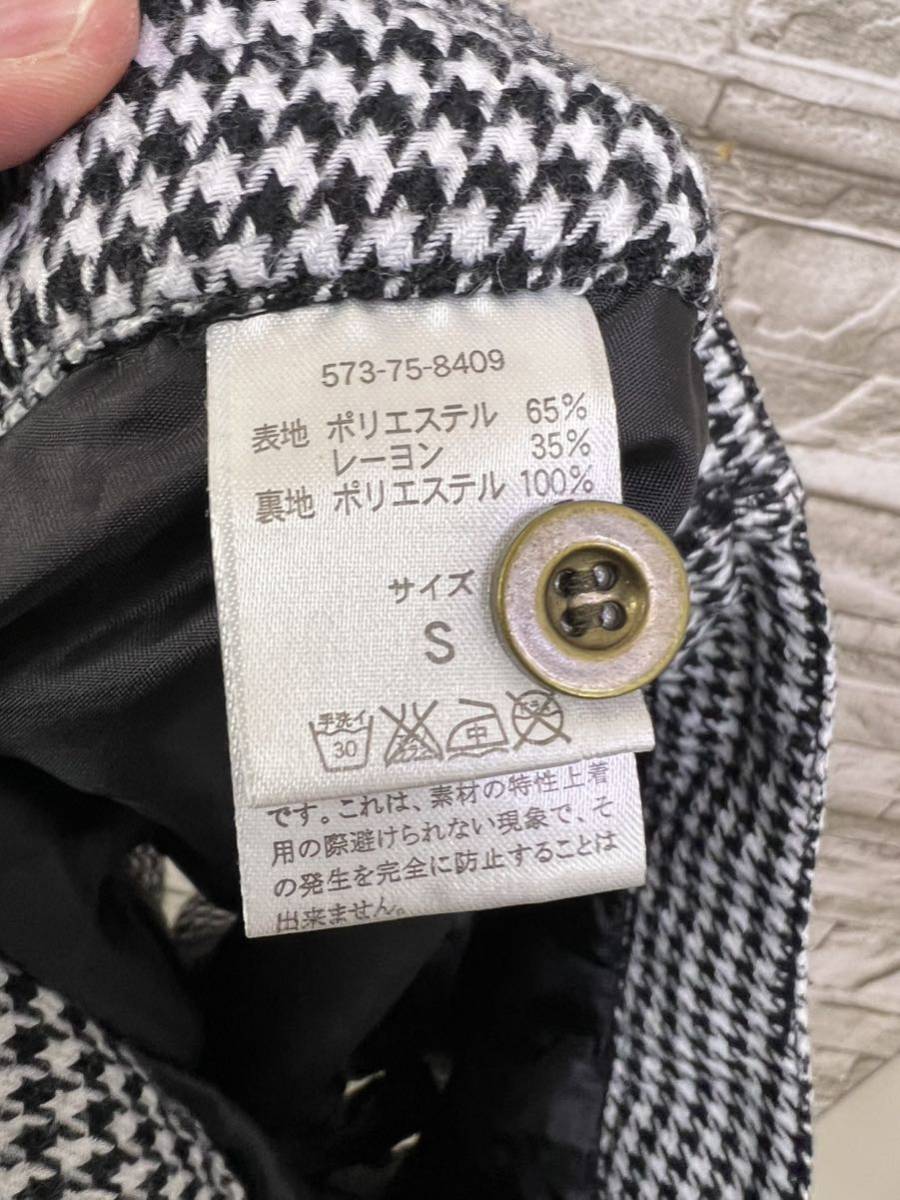 573-75-8409
表地 ポリエステル 65%
レーヨン 35%
裏地 ポリエステル 100%
サイズ
S
手洗イ
30
中
です。これは、素材の特性上着
用の際避けられない現象で、そ
の発生を完全に防止することは
出来ません。